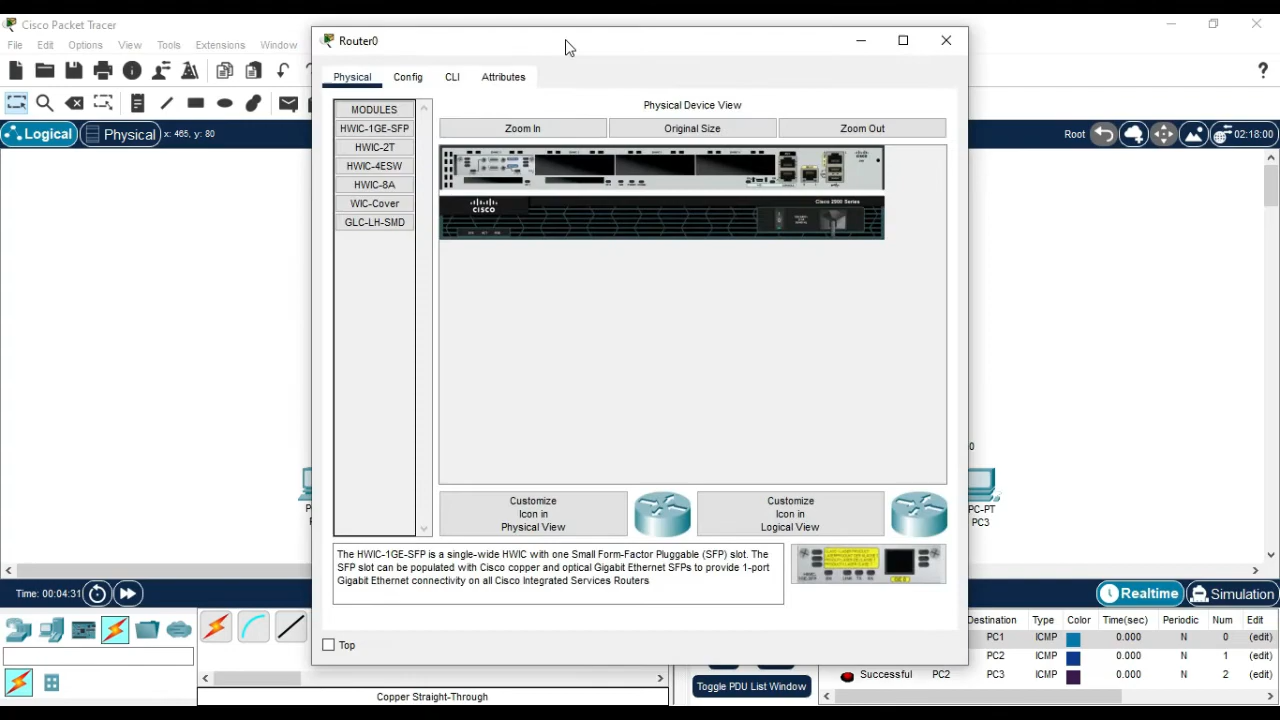 Cisco Packet Tracer
File Edit Options View Tools Extensions Window
Logical Physical x: 465, y: 80
Root 02:18:00
Router0
Physical Config CLI Attributes
MODULES
HWIC-1GE-SFP
HWIC-2T
HWIC-4ESW
HWIC-8A
WIC-Cover
GLC-LH-SMD
Physical Device View
Zoom In Original Size Zoom Out
CISCO
Cisco 2900 Series
Customize
Icon in
Physical View
Customize
Icon in
Logical View
The HWIC-1GE-SFP is a single-wide HWIC with one Small Form-Factor Pluggable (SFP) slot. The
SFP slot can be populated with Cisco copper and optical Gigabit Ethernet SFPs to provide 1-port
Gigabit Ethernet connectivity on all Cisco Integrated Services Routers
Top
0
PC-PT
PC3
Time: 00:04:31
Realtime Simulation
Copper Straight-Through
Toggle PDU List Window
Destination Type Color Time(sec) Periodic Num Edit
PC1 ICMP 0.000 N 0 (edit)
PC2 ICMP 0.000 N 1 (edit)
Successful PC2 PC3 ICMP 0.000 N 2 (edit)